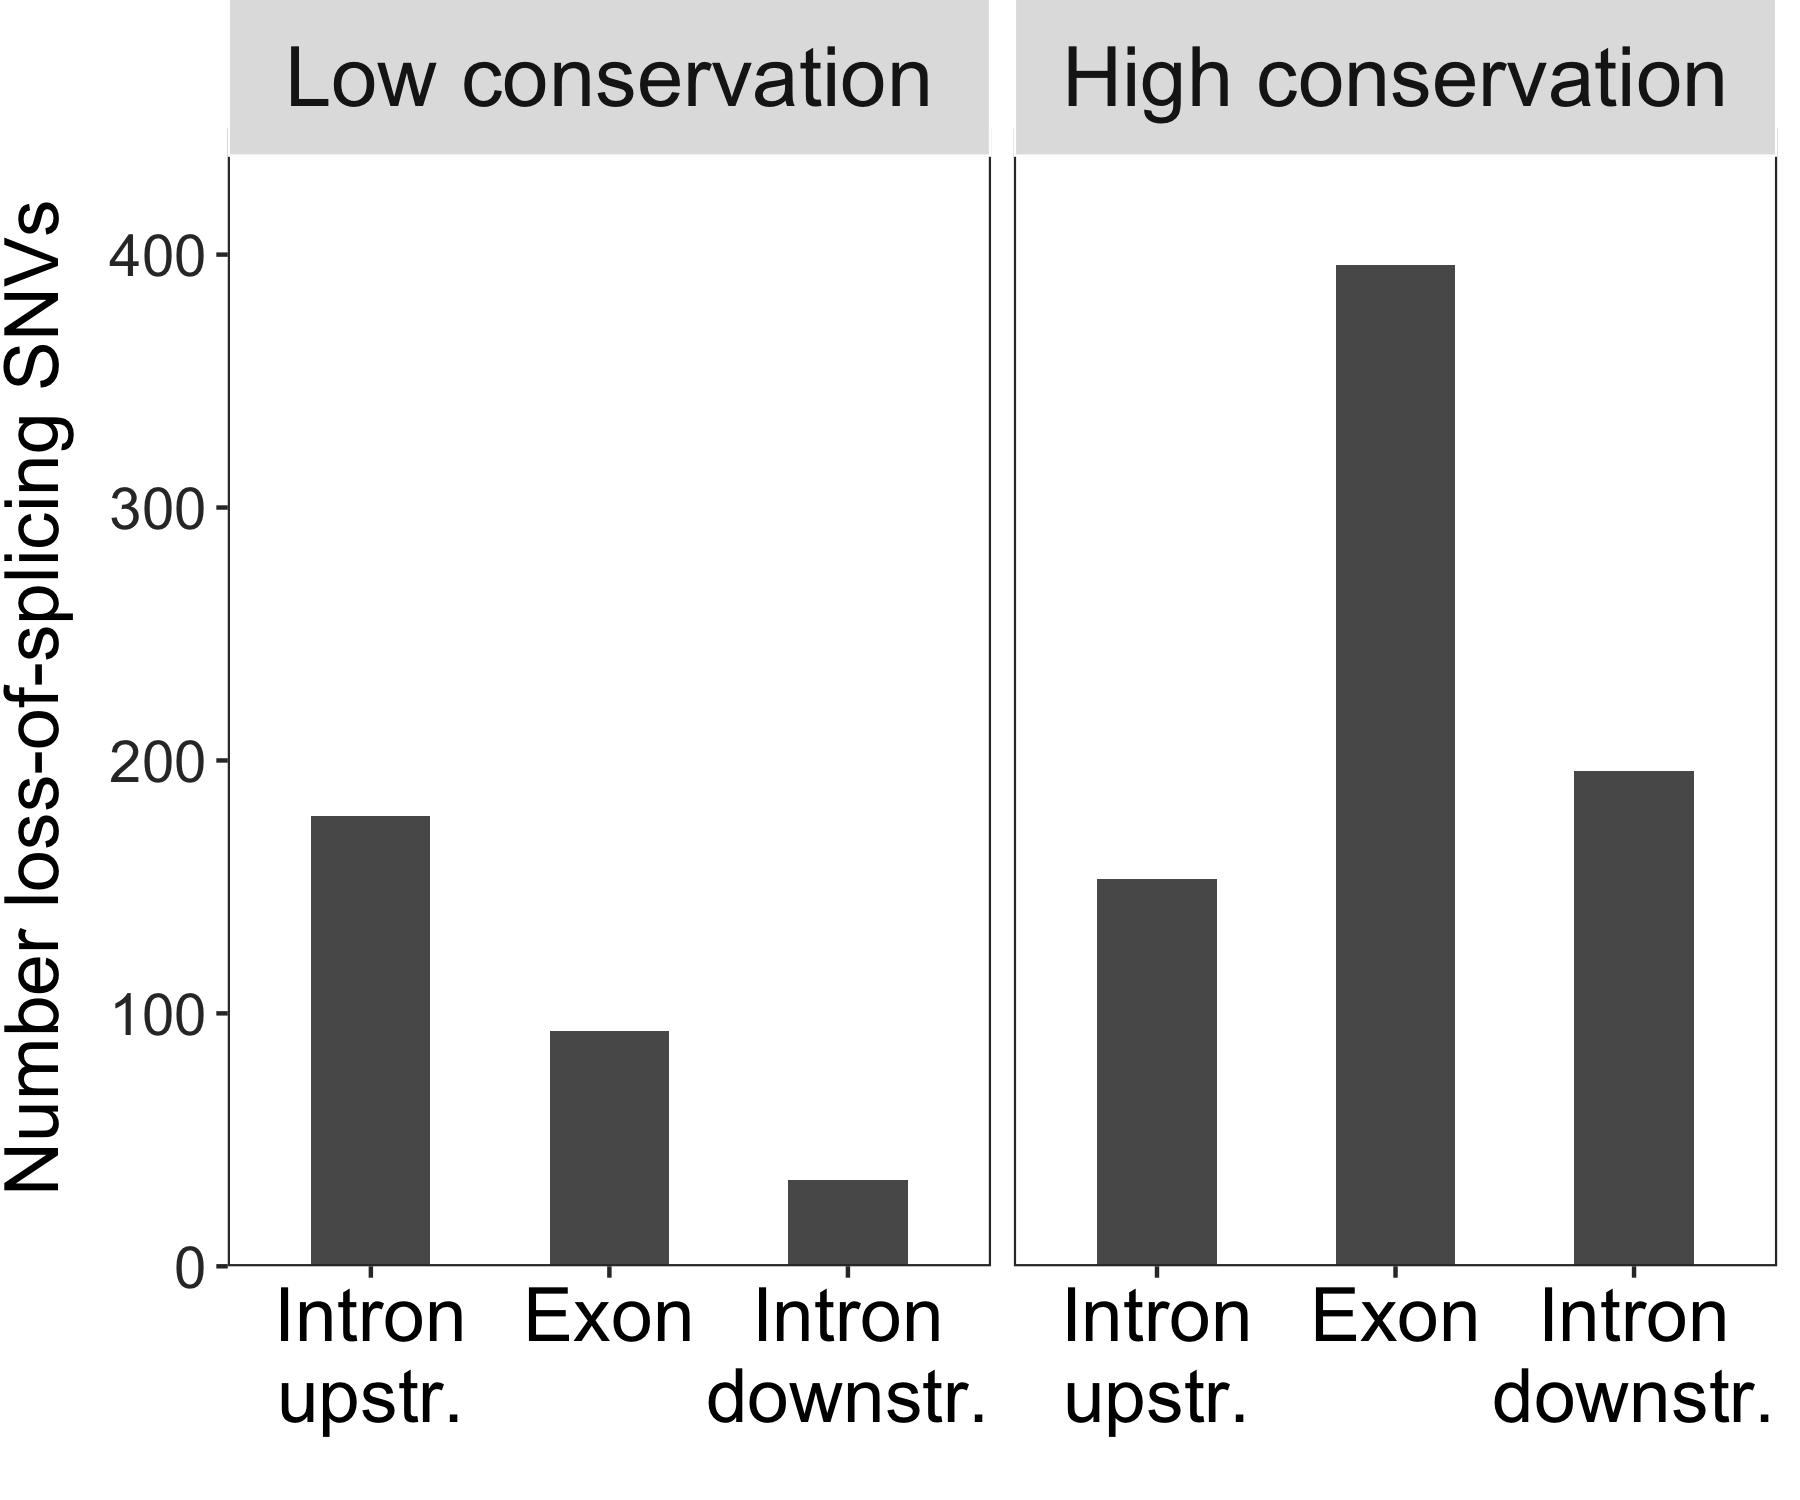 Low conservation
High conservation
Number loss-of-splicing SNVs
400
300
200
100
0
Intron upstr.
Exon
Intron downstr.
Intron upstr.
Exon
Intron downstr.